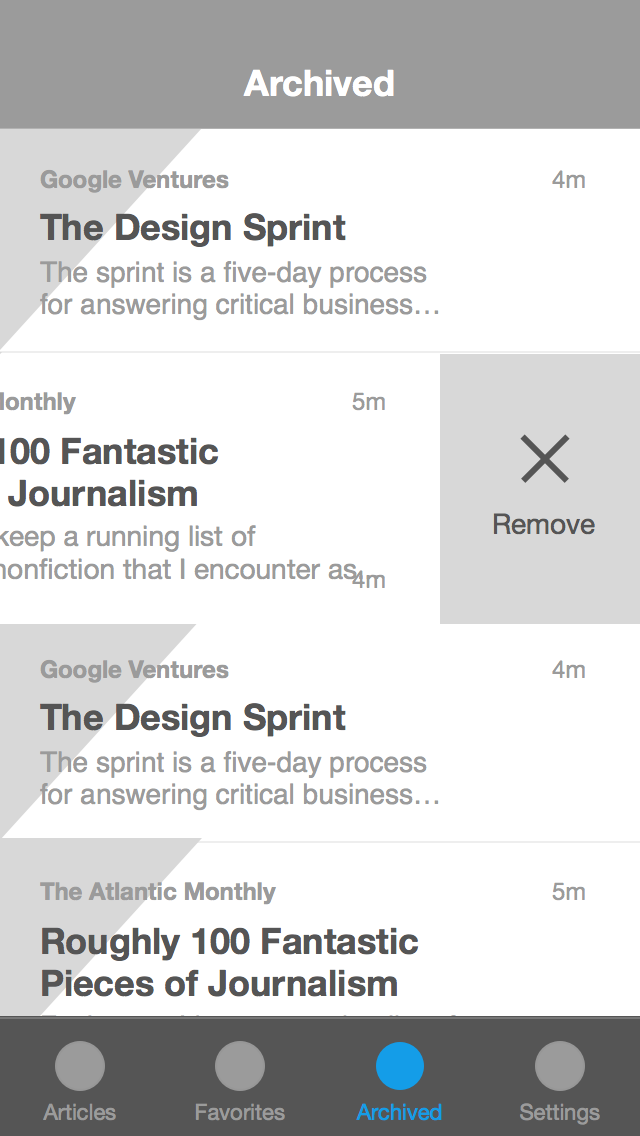 Archived
Google Ventures 4m
The Design Sprint
The sprint is a five-day process
for answering critical business…
Monthly 5m
100 Fantastic
Journalism
keep a running list of
nonfiction that I encounter as
4m
Remove
Google Ventures 4m
The Design Sprint
The sprint is a five-day process
for answering critical business…
The Atlantic Monthly 5m
Roughly 100 Fantastic
Pieces of Journalism
Articles Favorites Archived Settings